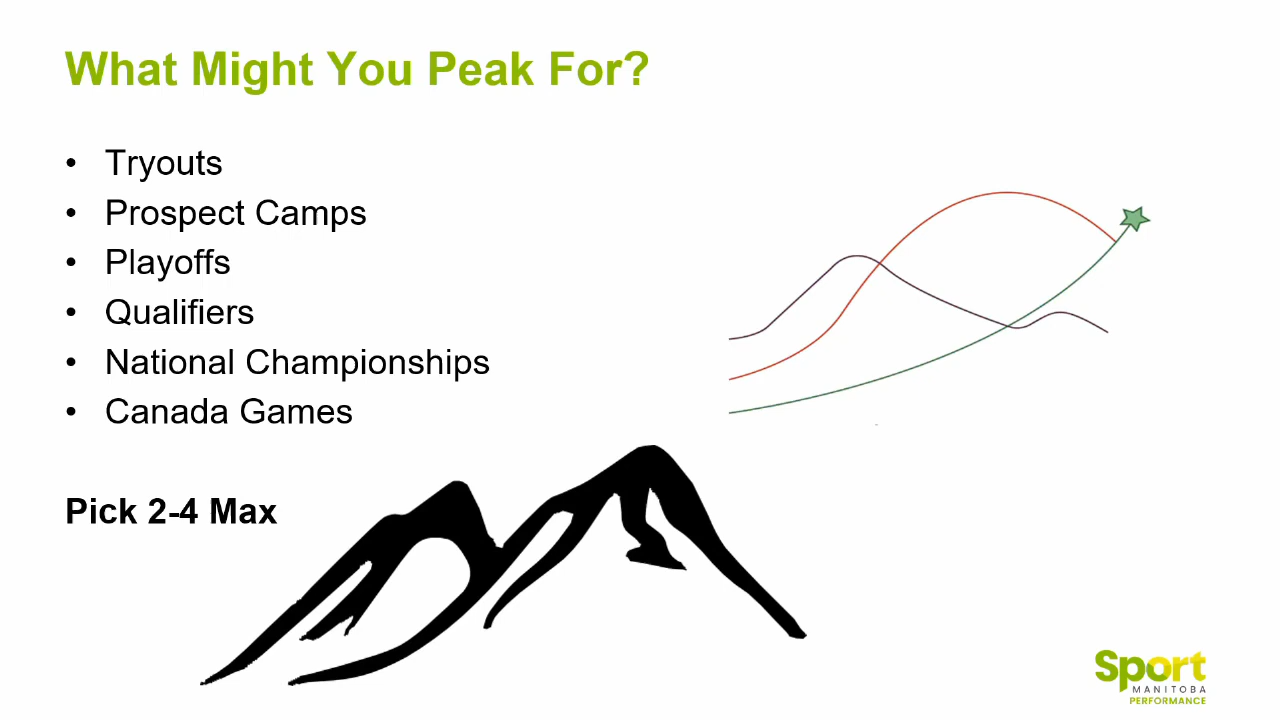 What Might You Peak For?
• Tryouts
• Prospect Camps
• Playoffs
• Qualifiers
• National Championships
• Canada Games
Pick 2-4 Max
Sport
MANITOBA
PERFORMANCE